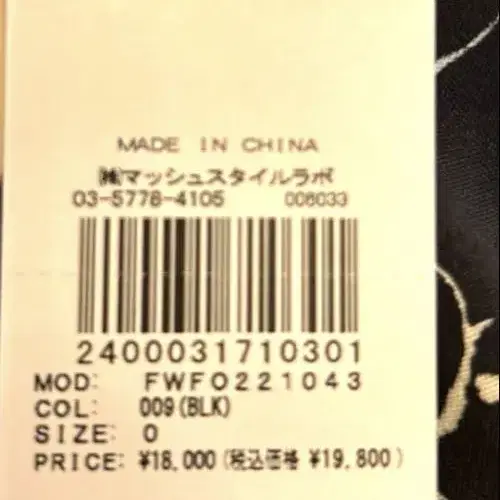 MADE IN CHINA
㈱マッシュスタイルラボ
03-5778-4105 006033
2400031710301
MOD: FWFO221043
COL: 009(BLK)
SIZE: 0
PRICE: ¥18,000(税込価格 ¥19,800)